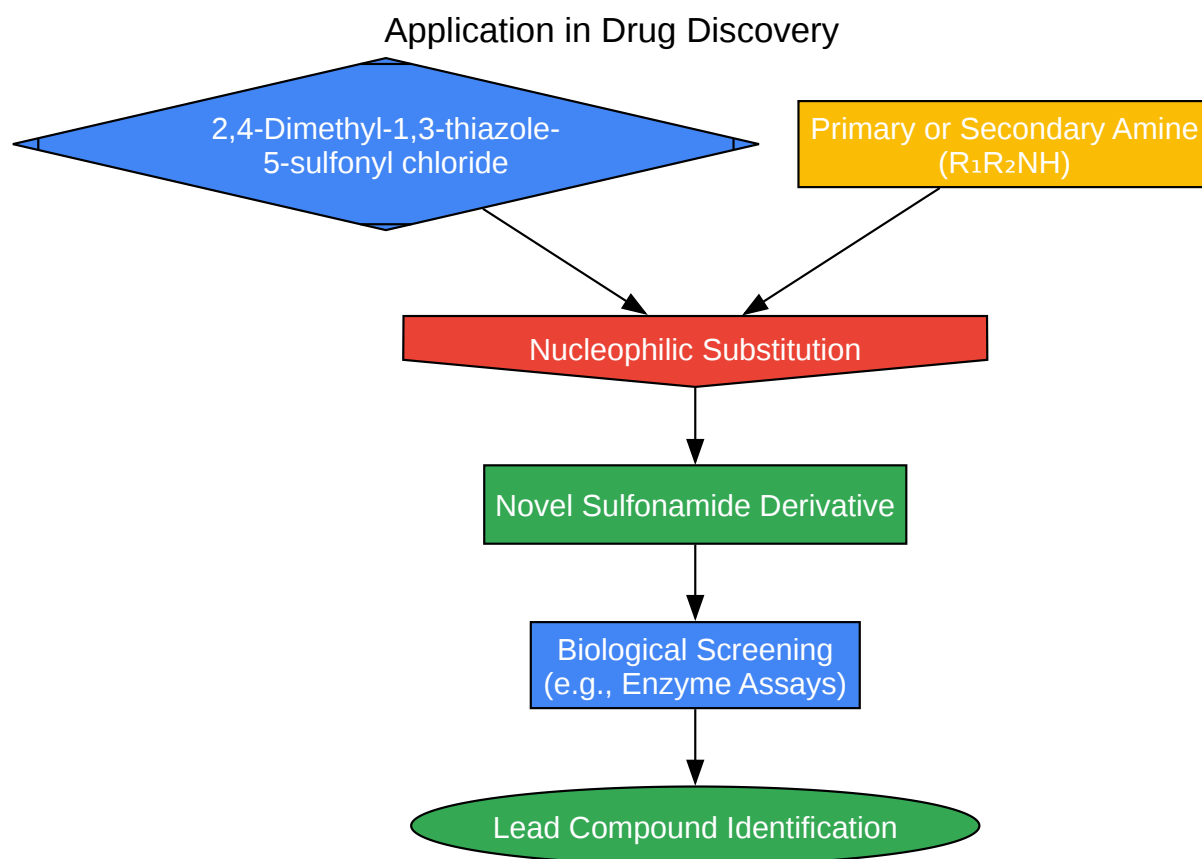 Application in Drug Discovery
2,4-Dimethyl-1,3-thiazole-
5-sulfonyl chloride
Primary or Secondary Amine
(R₁R₂NH)
Nucleophilic Substitution
Novel Sulfonamide Derivative
Biological Screening
(e.g., Enzyme Assays)
Lead Compound Identification